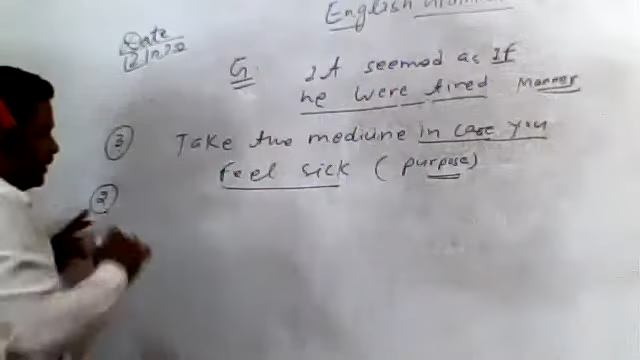 English
Date
G. It seemed as If
he were tired Manner
③ Take the medicine in case you
feel sick ( purpose )
②